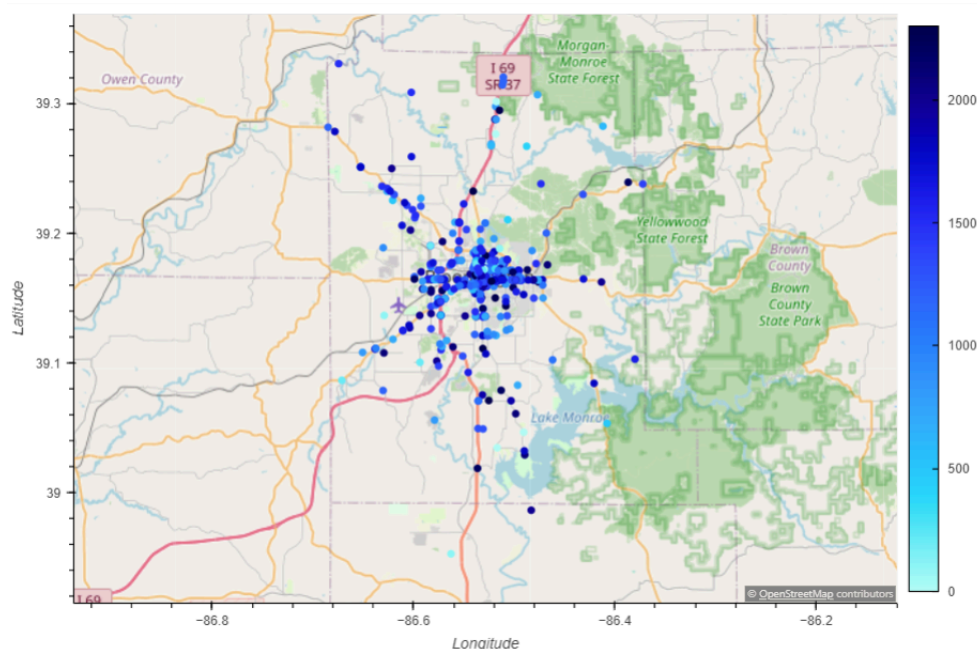 Morgan-
Monroe
State Forest
I 69
SR 37
Owen County
2000
39.3
39.2
Yellowwood
State Forest
Brown
County
Brown
County
State Park
1500
Latitude
39.1
1000
Lake Monroe
500
39
I 69
© OpenStreetMap contributors
0
−86.8
−86.6
−86.4
−86.2
Longitude